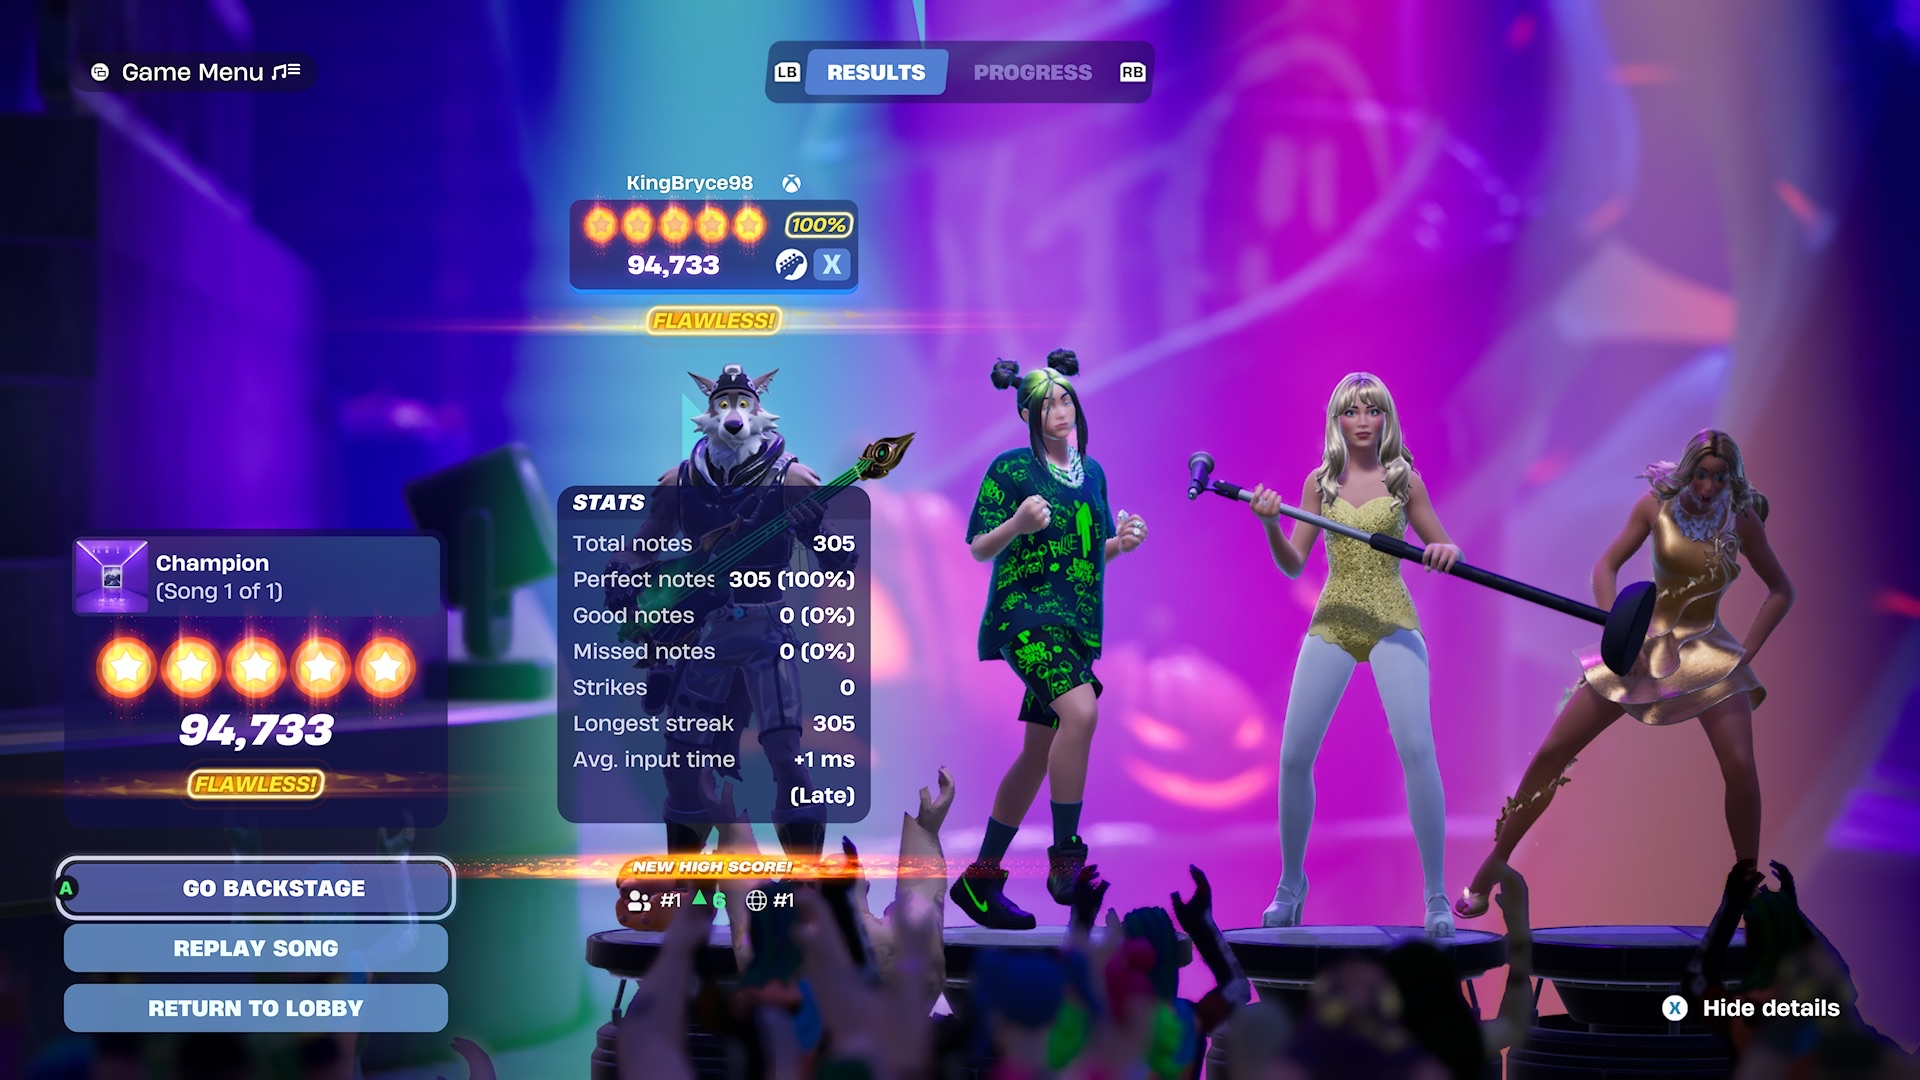 Game Menu
LB RESULTS PROGRESS RB
KingBryce98
100%
94,733 X
FLAWLESS!
STATS
Total notes 305
Perfect notes 305 (100%)
Good notes 0 (0%)
Missed notes 0 (0%)
Strikes 0
Longest streak 305
Avg. input time +1 ms
(Late)
NEW HIGH SCORE!
#1 6 #1
Champion
(Song 1 of 1)
94,733
FLAWLESS!
A GO BACKSTAGE
REPLAY SONG
RETURN TO LOBBY
X Hide details